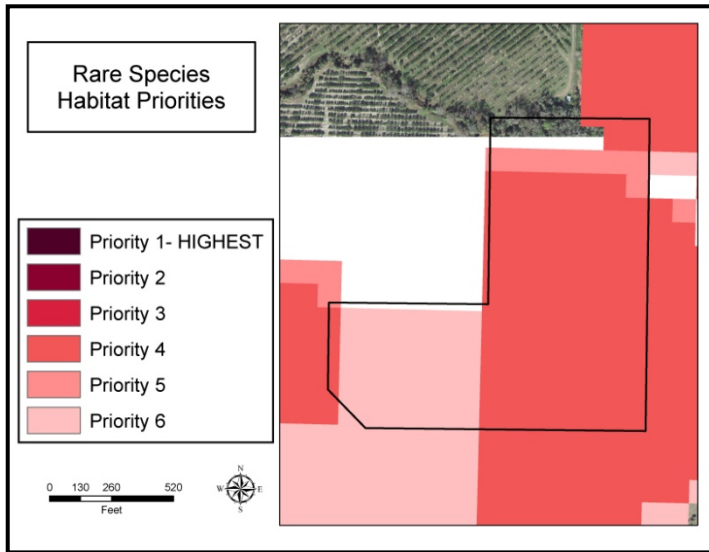 Rare Species
Habitat Priorities
Priority 1- HIGHEST
Priority 2
Priority 3
Priority 4
Priority 5
Priority 6
0 130 260 520
Feet
N
W E
S